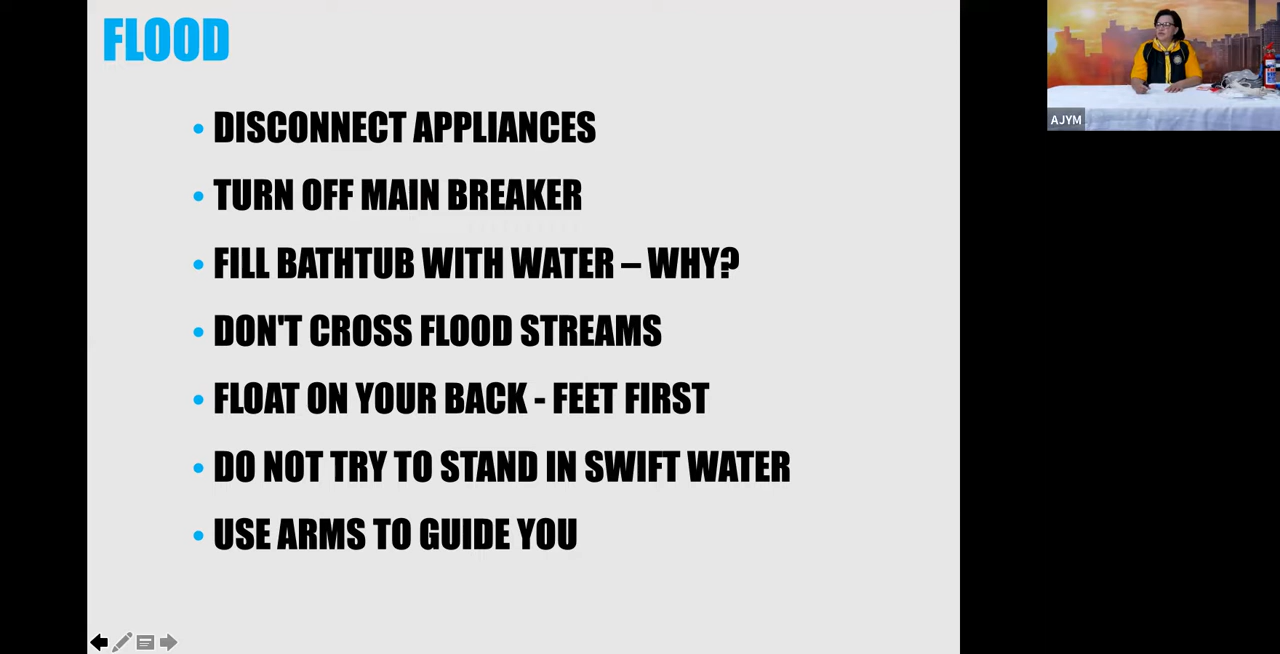 FLOOD
• DISCONNECT APPLIANCES
• TURN OFF MAIN BREAKER
• FILL BATHTUB WITH WATER – WHY?
• DON'T CROSS FLOOD STREAMS
• FLOAT ON YOUR BACK - FEET FIRST
• DO NOT TRY TO STAND IN SWIFT WATER
• USE ARMS TO GUIDE YOU
AJYM